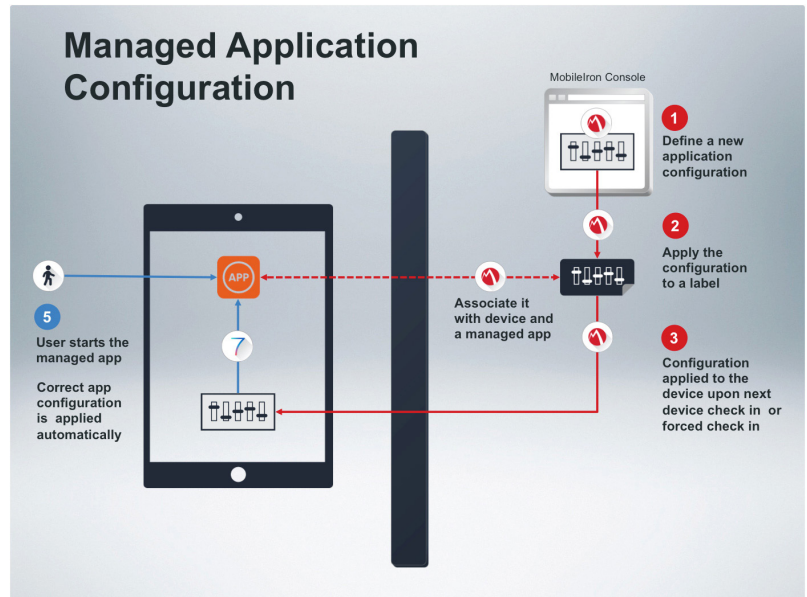 Managed Application
Configuration
MobileIron Console
1
Define a new
application
configuration
2
Apply the
configuration
to a label
APP
Associate it
with device and
a managed app
5
User starts the
managed app
Correct app
configuration
is applied
automatically
7
3
Configuration
applied to the
device upon next
device check in or
forced check in